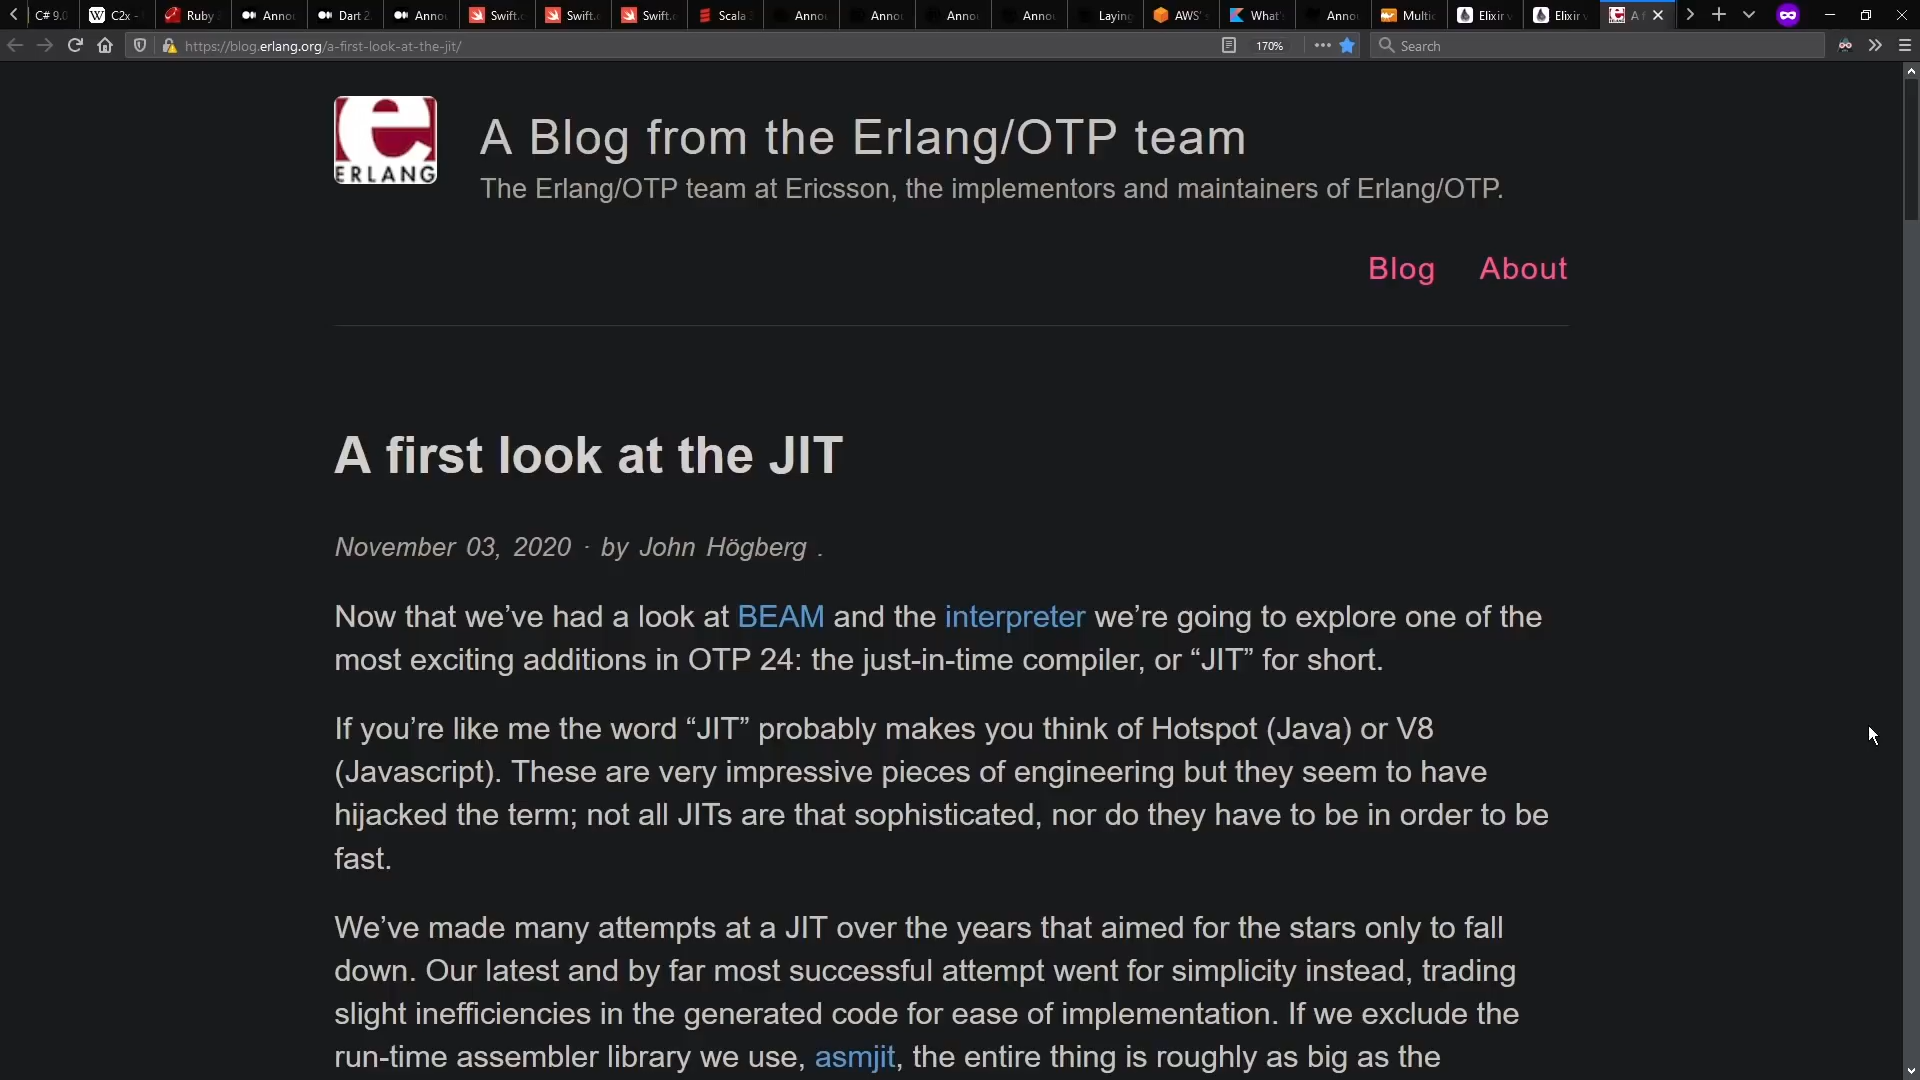 C# 9.0
C2x -
Ruby
Annou
Dart 2
Annou
Swift.
Swift.
Swift.
Scala
Annou
Annou
Annou
Annou
Laying
AWS'
What'
Annou
Multi
Elixir v
Elixir v
A f
https://blog.erlang.org/a-first-look-at-the-jit/
170%
Search
ERLANG
A Blog from the Erlang/OTP team
The Erlang/OTP team at Ericsson, the implementors and maintainers of Erlang/OTP.
Blog About
A first look at the JIT
November 03, 2020 · by John Högberg .
Now that we’ve had a look at BEAM and the interpreter we’re going to explore one of the
most exciting additions in OTP 24: the just-in-time compiler, or “JIT” for short.
If you’re like me the word “JIT” probably makes you think of Hotspot (Java) or V8
(Javascript). These are very impressive pieces of engineering but they seem to have
hijacked the term; not all JITs are that sophisticated, nor do they have to be in order to be
fast.
We’ve made many attempts at a JIT over the years that aimed for the stars only to fall
down. Our latest and by far most successful attempt went for simplicity instead, trading
slight inefficiencies in the generated code for ease of implementation. If we exclude the
run-time assembler library we use, asmjit, the entire thing is roughly as big as the